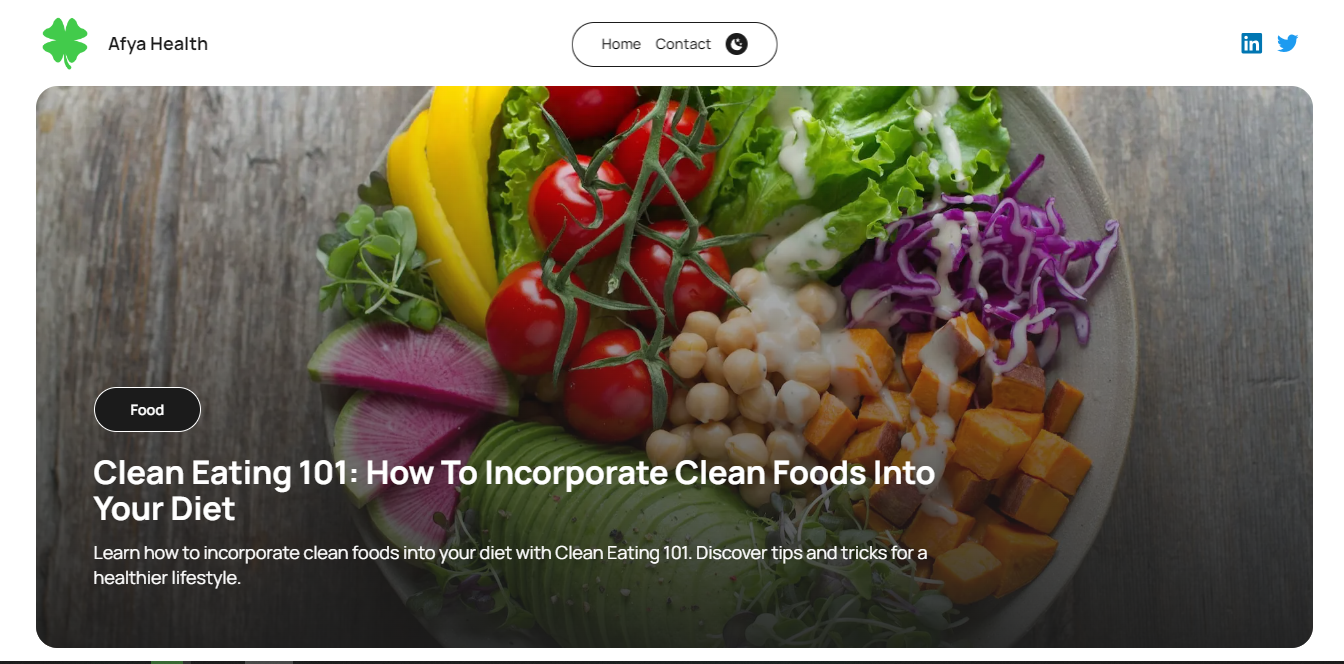 Afya Health
Home Contact
Food
Clean Eating 101: How To Incorporate Clean Foods Into
Your Diet
Learn how to incorporate clean foods into your diet with Clean Eating 101. Discover tips and tricks for a
healthier lifestyle.